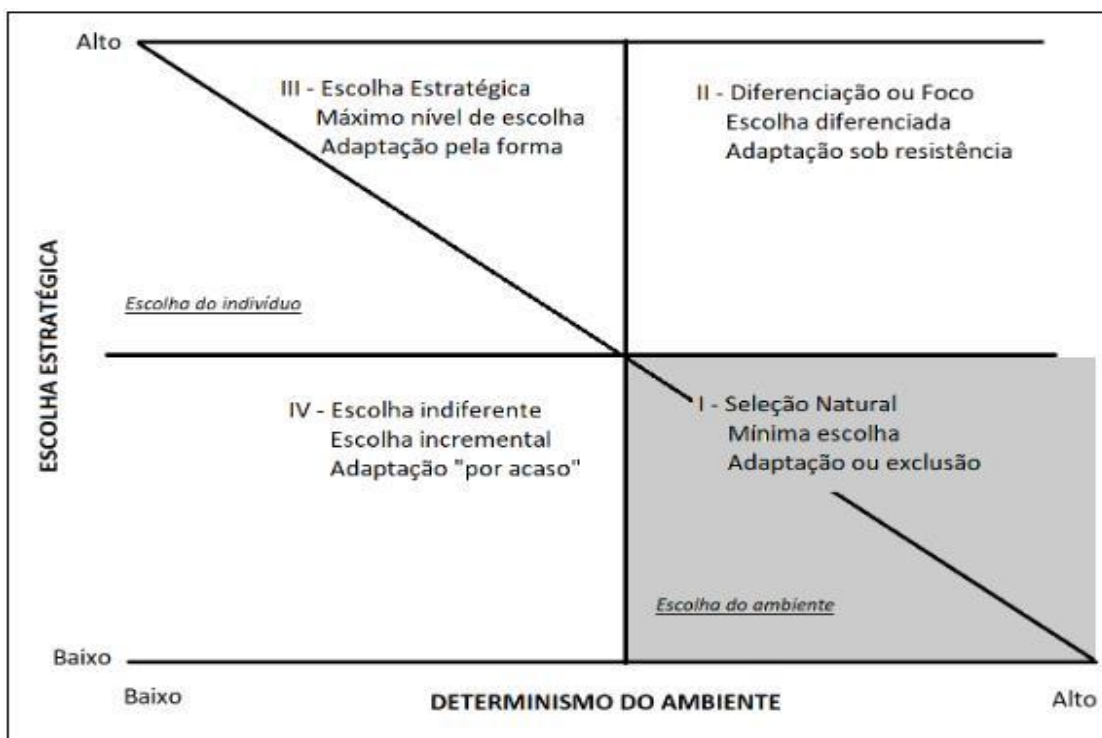 Alto
III - Escolha Estratégica
Máximo nível de escolha
Adaptação pela forma
II - Diferenciação ou Foco
Escolha diferenciada
Adaptação sob resistência
ESCOLHA ESTRATÉGICA
Escolha do indivíduo
IV - Escolha indiferente
Escolha incremental
Adaptação "por acaso"
I - Seleção Natural
Mínima escolha
Adaptação ou exclusão
Escolha do ambiente
Baixo
Baixo
DETERMINISMO DO AMBIENTE
Alto